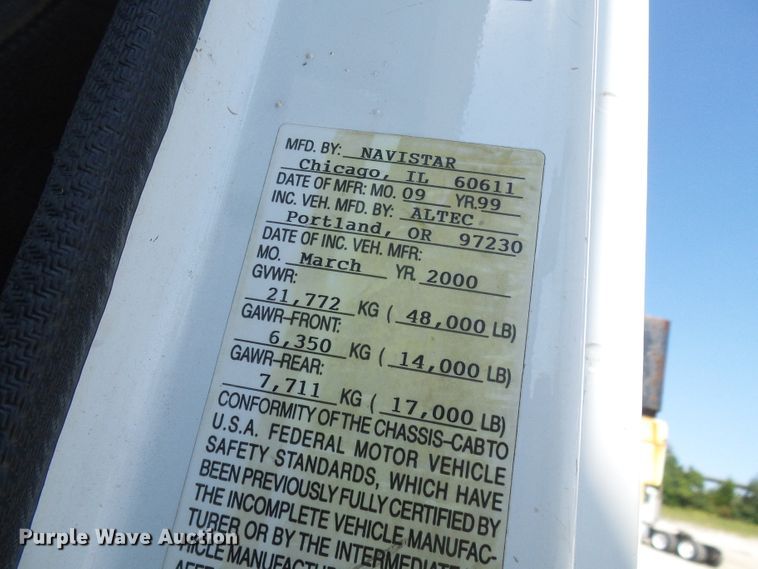 MFD. BY: NAVISTAR
Chicago, IL 60611
DATE OF MFR: MO. 09 YR.99
INC. VEH. MFD. BY: ALTEC
Portland, OR 97230
DATE OF INC. VEH. MFR:
MO. March YR. 2000
GVWR:
21,772 KG ( 48,000 LB)
GAWR-FRONT:
6,350 KG ( 14,000 LB)
GAWR-REAR:
7,711 KG ( 17,000 LB)
CONFORMITY OF THE CHASSIS-CAB TO
U.S.A. FEDERAL MOTOR VEHICLE
SAFETY STANDARDS, WHICH HAVE
BEEN PREVIOUSLY FULLY CERTIFIED BY
THE INCOMPLETE VEHICLE MANUFAC-
TURER OR BY THE INTERMEDIATE
HICLE MANUFACTUR
Purple Wave Auction